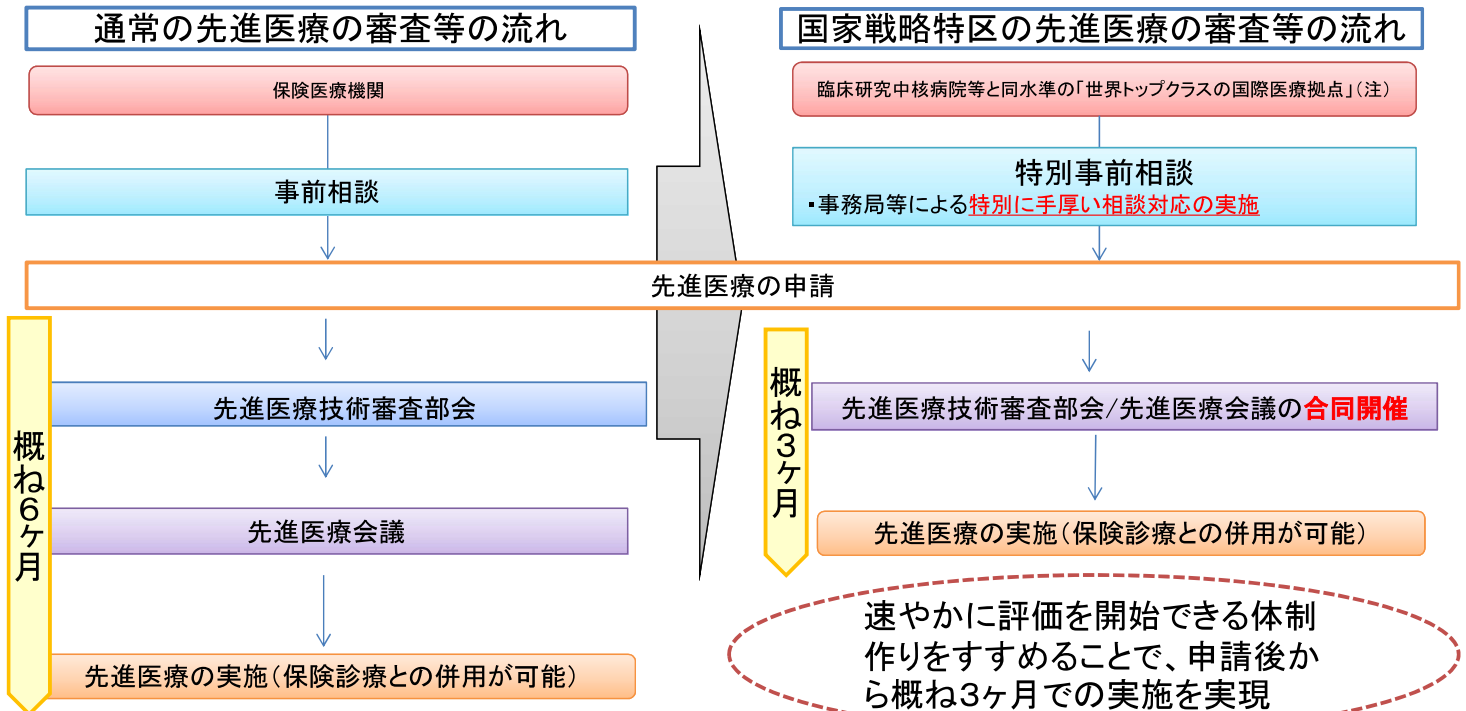 通常の先進医療の審査等の流れ
保険医療機関
事前相談
国家戦略特区の先進医療の審査等の流れ
臨床研究中核病院等と同水準の「世界トップクラスの国際医療拠点」(注)
特別事前相談
・事務局等による特別に手厚い相談対応の実施
先進医療の申請
概ね6ヶ月
先進医療技術審査部会
先進医療会議
先進医療の実施(保険診療との併用が可能)
概ね3ヶ月
先進医療技術審査部会/先進医療会議の合同開催
先進医療の実施(保険診療との併用が可能)
速やかに評価を開始できる体制
作りをすすめることで、申請後か
ら概ね3ヶ月での実施を実現